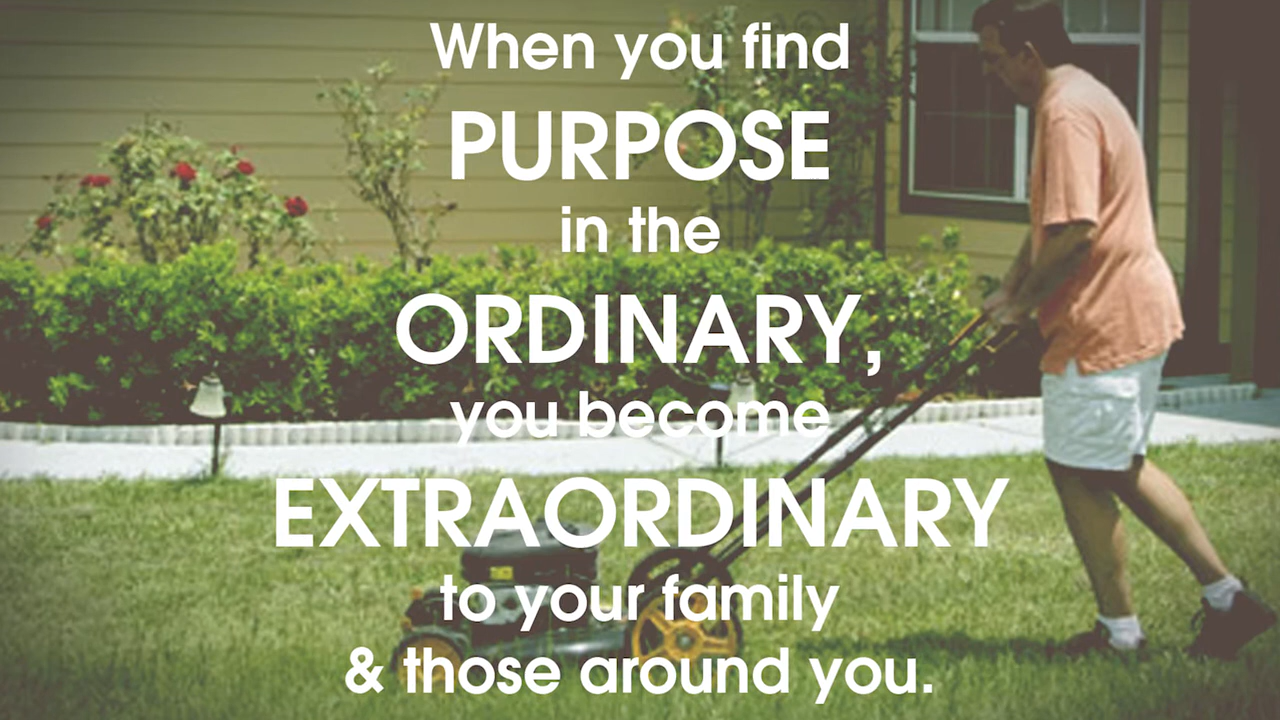 When you find
PURPOSE
in the
ORDINARY,
you become
EXTRAORDINARY
to your family
& those around you.